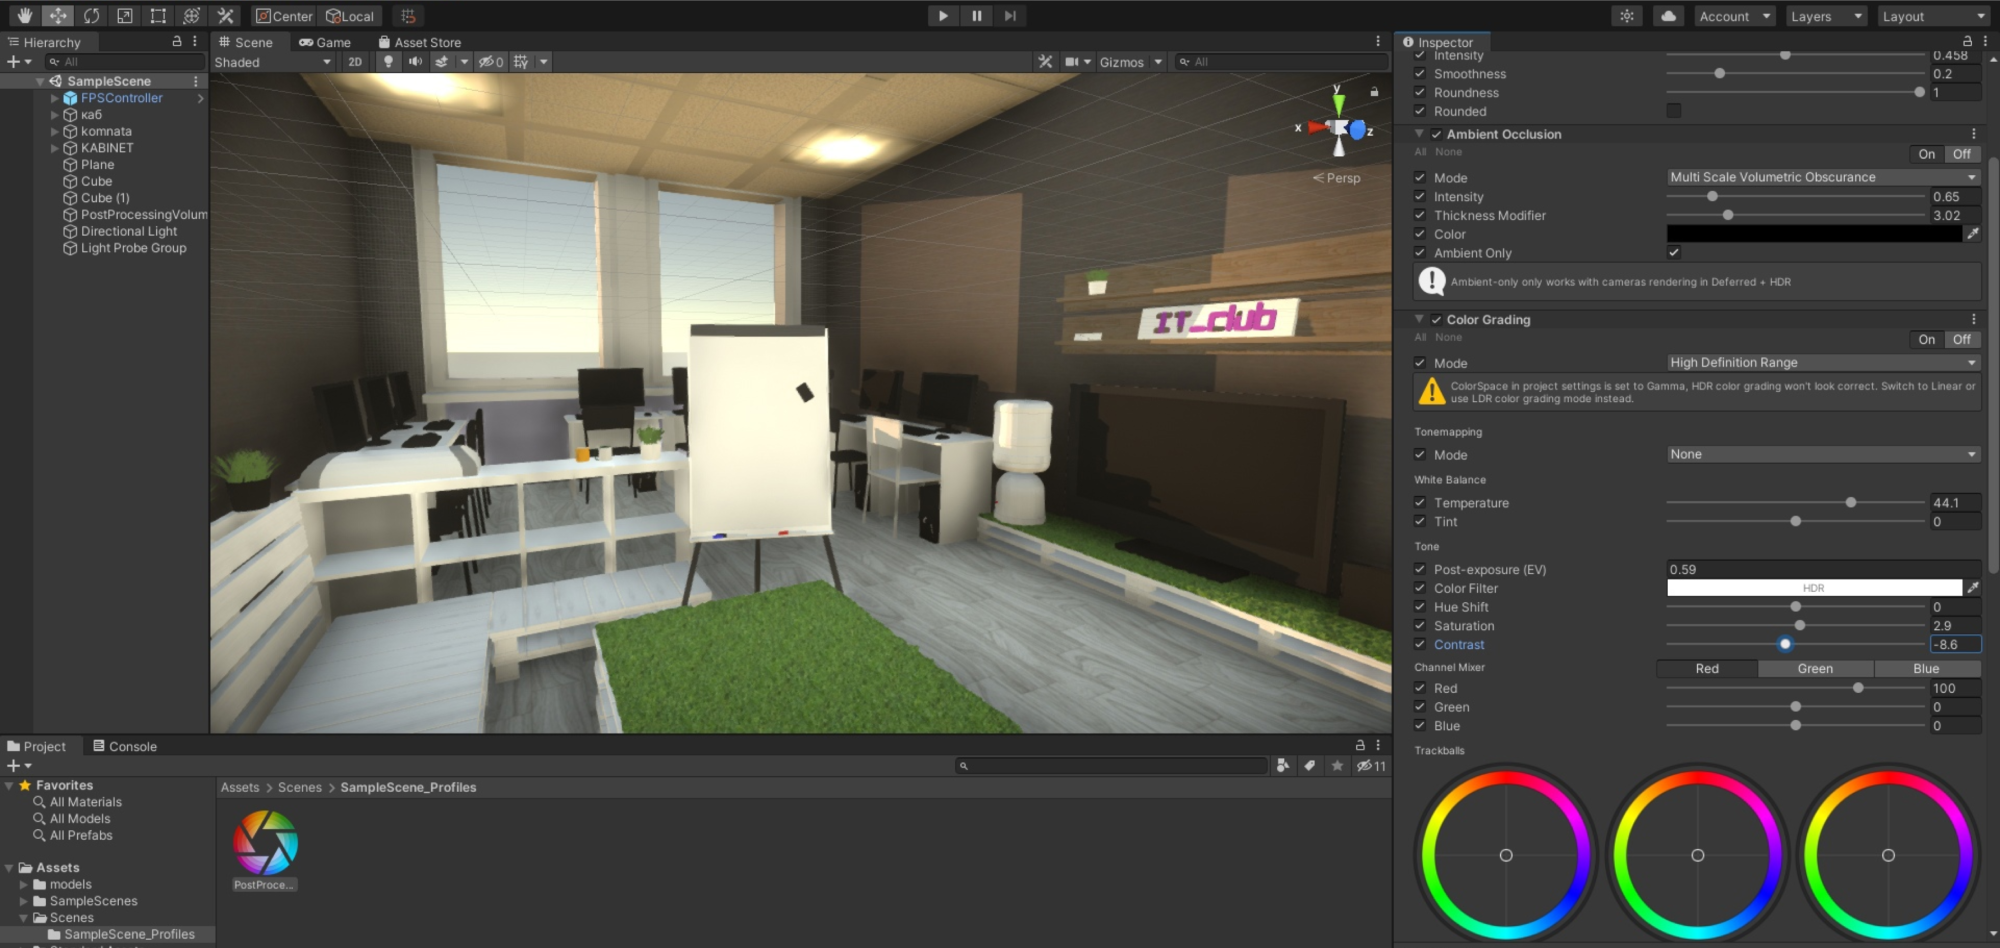 Center
Local
Account
Layers
Layout
Hierarchy
All
SampleScene
FPSController
каб
komnata
KABINET
Plane
Cube
Cube (1)
PostProcessingVolum
Directional Light
Light Probe Group
Scene
Game
Asset Store
Shaded
2D
0
Gizmos
All
y
x
z
Persp
IT_club
Inspector
Intensity
0.458
Smoothness
0.2
Roundness
1
Rounded
Ambient Occlusion
All None
On Off
Mode
Multi Scale Volumetric Obscurance
Intensity
0.65
Thickness Modifier
3.02
Color
Ambient Only
Ambient-only only works with cameras rendering in Deferred + HDR
Color Grading
All None
On Off
Mode
High Definition Range
ColorSpace in project settings is set to Gamma, HDR color grading won't look correct. Switch to Linear or
use LDR color grading mode instead.
Tonemapping
Mode
None
White Balance
Temperature
44.1
Tint
0
Tone
Post-exposure (EV)
0.59
Color Filter
HDR
Hue Shift
0
Saturation
2.9
Contrast
-8.6
Channel Mixer
Red Green Blue
Red
100
Green
0
Blue
0
Trackballs
Project
Console
11
Favorites
All Materials
All Models
All Prefabs
Assets
models
SampleScenes
Scenes
SampleScene_Profiles
Assets > Scenes > SampleScene_Profiles
PostProce...